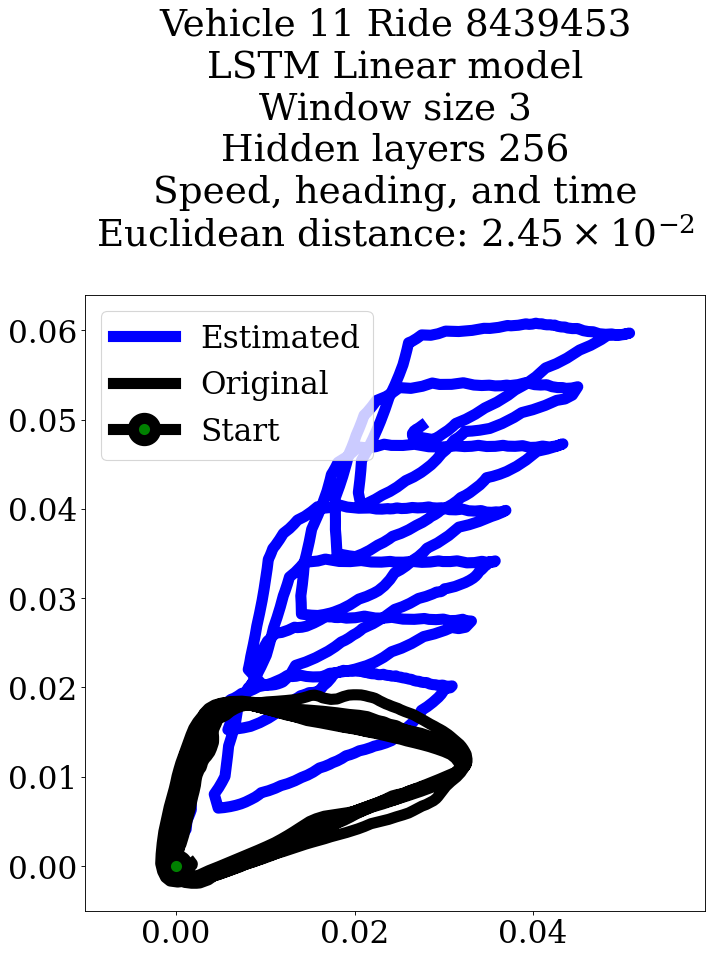 Vehicle 11 Ride 8439453
LSTM Linear model
Window size 3
Hidden layers 256
Speed, heading, and time
Euclidean distance: 2.45 × 10⁻²
Estimated
Original
Start
0.06
0.05
0.04
0.03
0.02
0.01
0.00
0.00 0.02 0.04